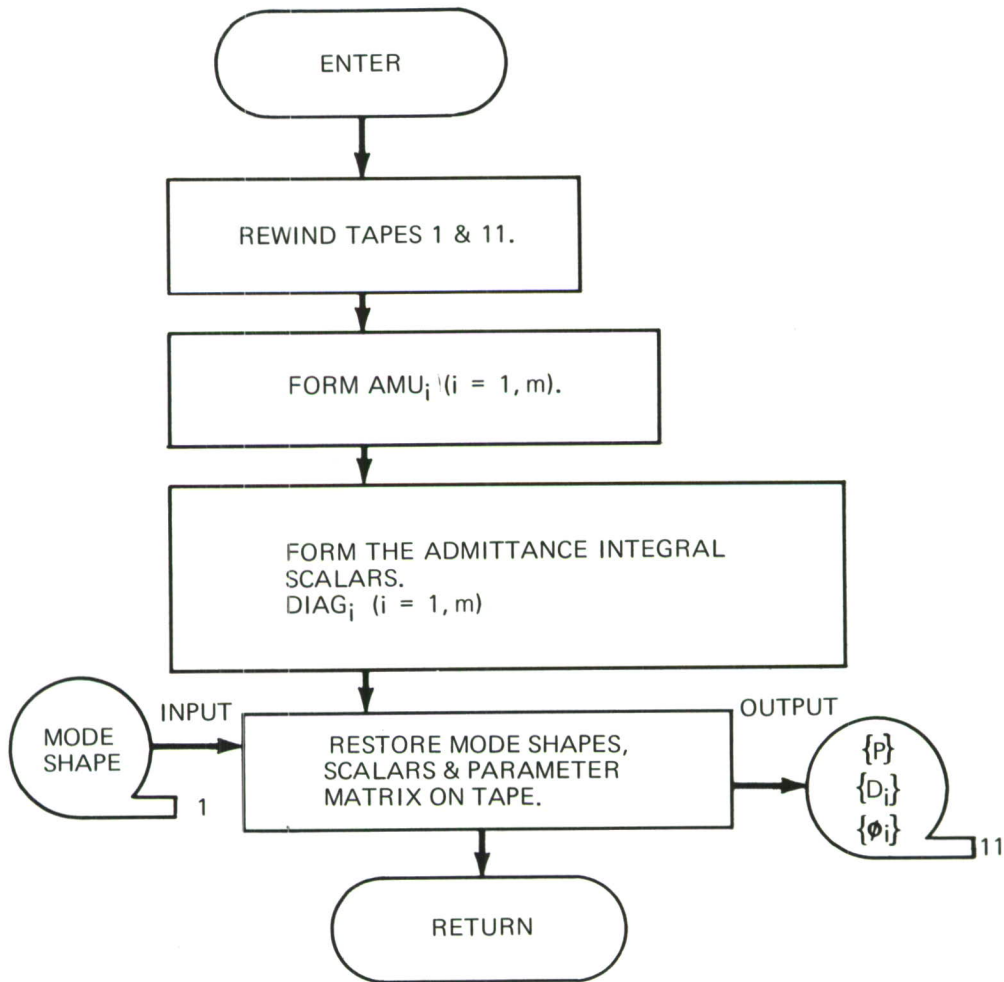 ENTER
REWIND TAPES 1 & 11.
FORM AMUi (i = 1, m).
FORM THE ADMITTANCE INTEGRAL
SCALARS.
DIAGi (i = 1, m)
MODE
SHAPE
1
INPUT
RESTORE MODE SHAPES,
SCALARS & PARAMETER
MATRIX ON TAPE.
OUTPUT
{P}
{Di}
{ϕi}
11
RETURN